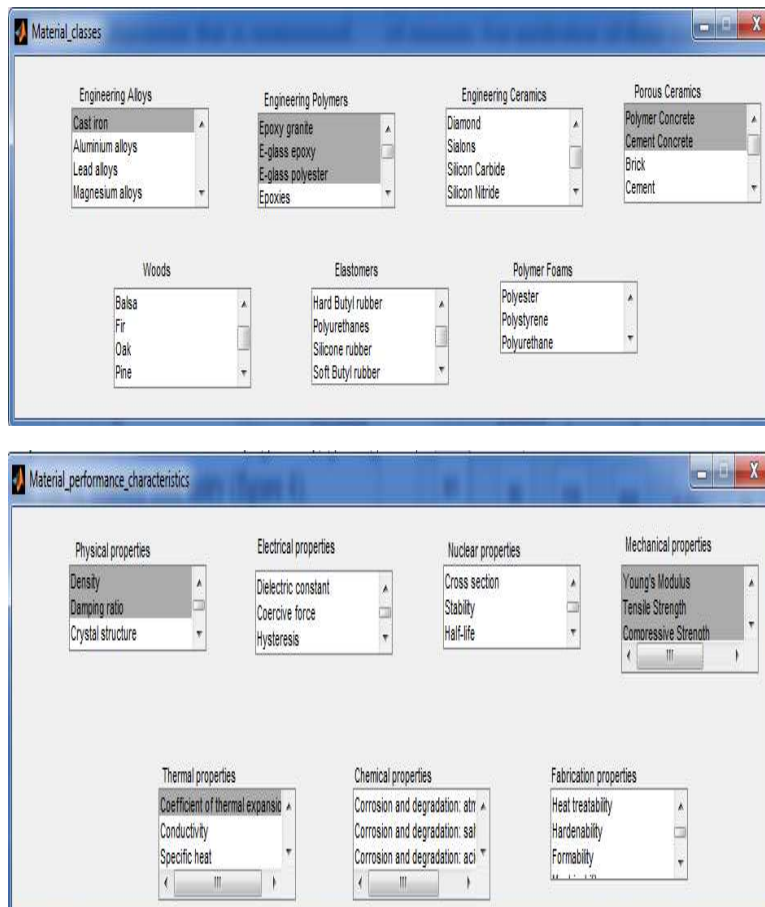 Material_classes
Engineering Alloys
Cast iron
Aluminium alloys
Lead alloys
Magnesium alloys
Engineering Polymers
Epoxy granite
E-glass epoxy
E-glass polyester
Epoxies
Engineering Ceramics
Diamond
Sialons
Silicon Carbide
Silicon Nitride
Porous Ceramics
Polymer Concrete
Cement Concrete
Brick
Cement
Woods
Balsa
Fir
Oak
Pine
Elastomers
Hard Butyl rubber
Polyurethanes
Silicone rubber
Soft Butyl rubber
Polymer Foams
Polyester
Polystyrene
Polyurethane
Material_performance_characteristics
Physical properties
Density
Damping ratio
Crystal structure
Electrical properties
Dielectric constant
Coercive force
Hysteresis
Nuclear properties
Cross section
Stability
Half-life
Mechanical properties
Young's Modulus
Tensile Strength
Compressive Strength
Thermal properties
Coefficient of thermal expansio
Conductivity
Specific heat
Chemical properties
Corrosion and degradation: atm
Corrosion and degradation: sal
Corrosion and degradation: aci
Fabrication properties
Heat treatability
Hardenability
Formability